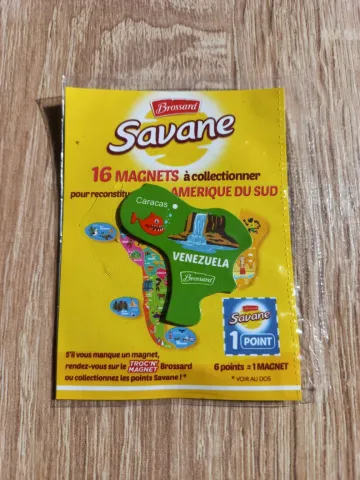 Brossard
Savane
16 MAGNETS à collectionner
pour reconstitu AMERIQUE DU SUD
Caracas
VENEZUELA
Brossard
Savane
1 POINT
S'il vous manque un magnet,
rendez-vous sur le TROC'N' MAGNET Brossard
ou collectionnez les points Savane ! *
6 points = 1 MAGNET
* VOIR AU DOS